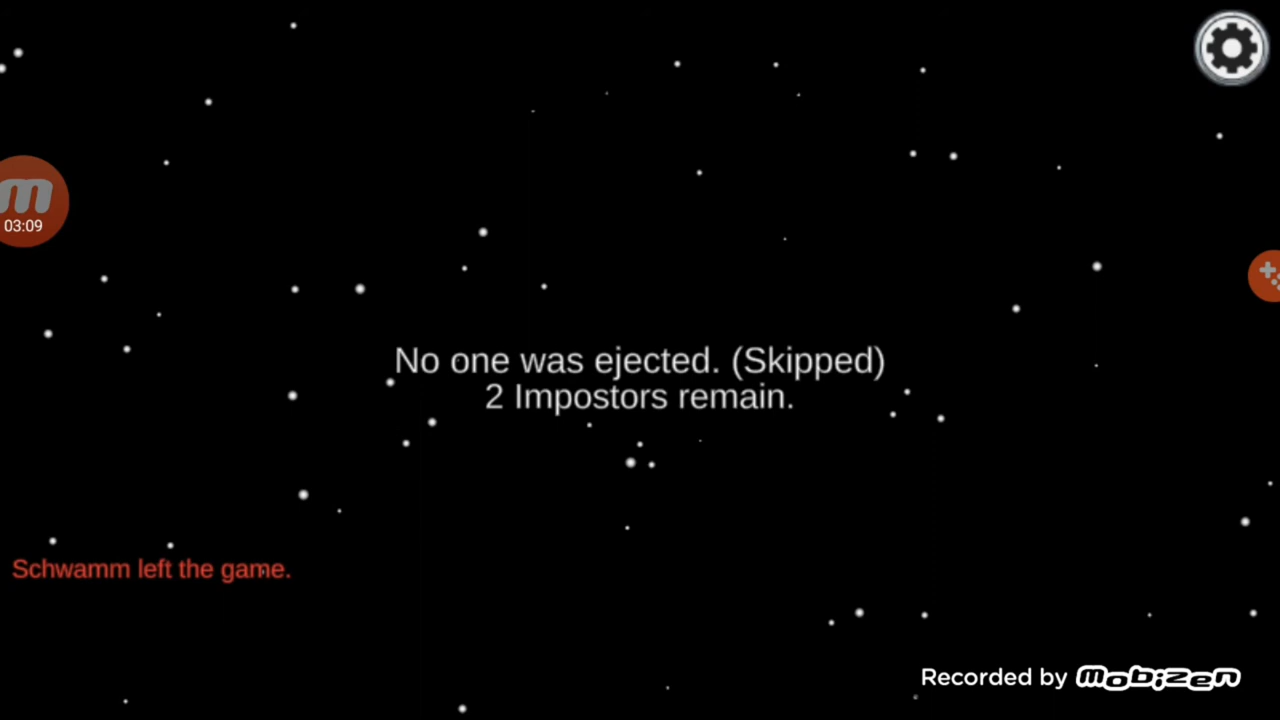 m
03:09
No one was ejected. (Skipped)
2 Impostors remain.
Schwamm left the game.
Recorded by mobizen